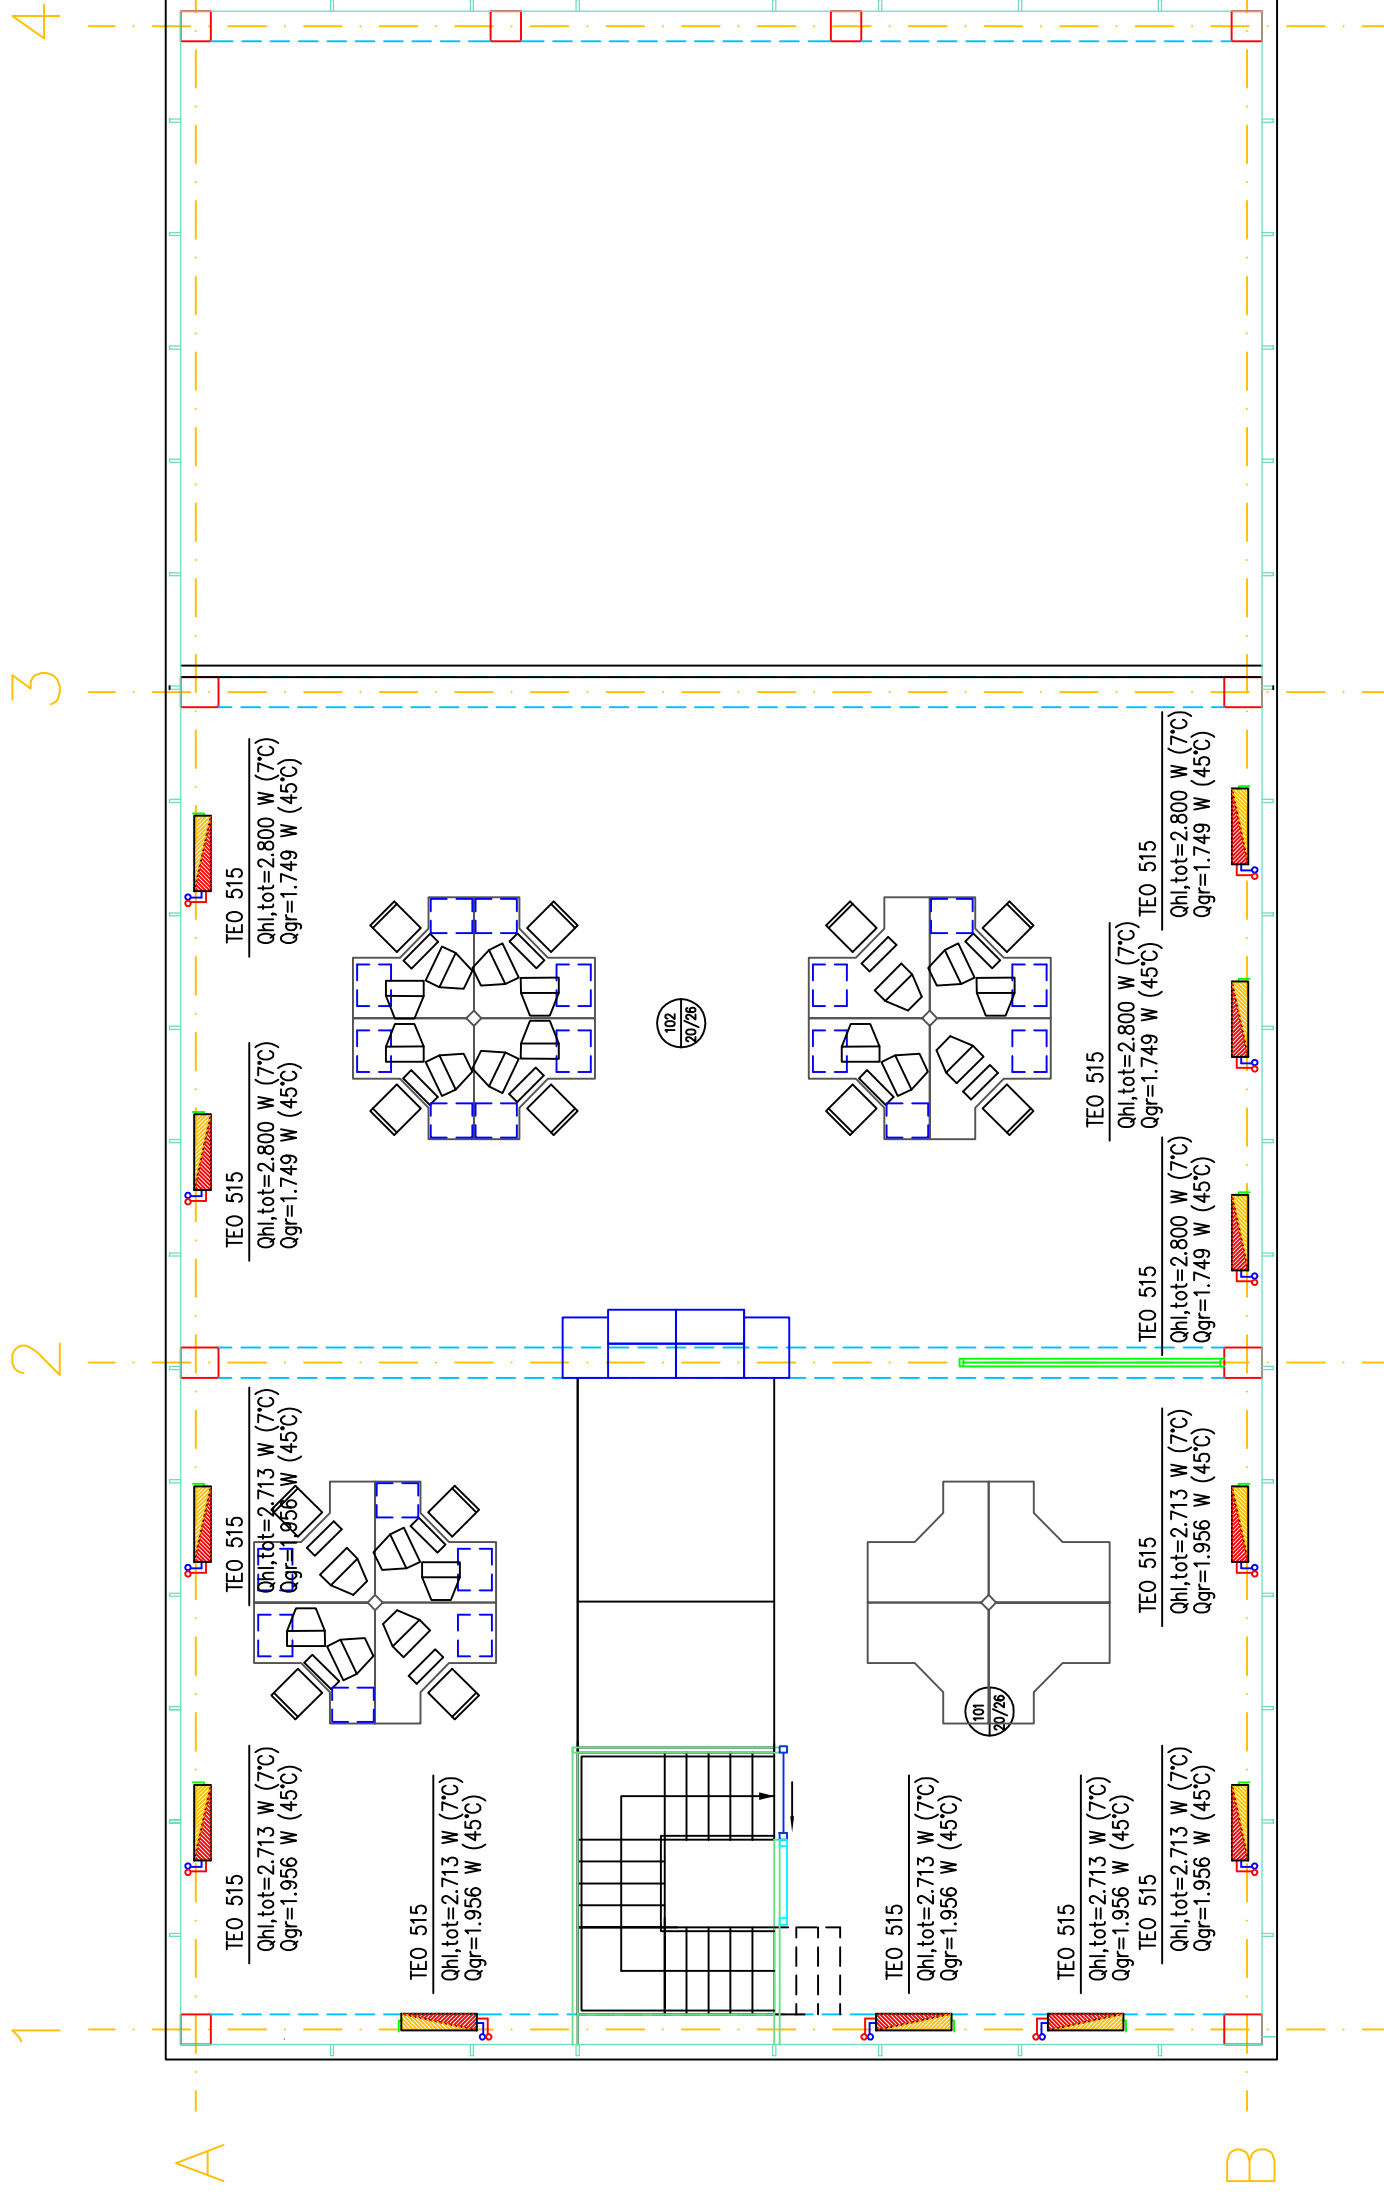 4
3
2
1
A
B
TEO 515
Qhl,tot=2.800 W (7°C)
Qgr=1.749 W (45°C)
TEO 515
Qhl,tot=2.800 W (7°C)
Qgr=1.749 W (45°C)
TEO 515
Qhl,tot=2.713 W (7°C)
Qgr=1.956 W (45°C)
TEO 515
Qhl,tot=2.713 W (7°C)
Qgr=1.956 W (45°C)
TEO 515
Qhl,tot=2.713 W (7°C)
Qgr=1.956 W (45°C)
102
20/26
101
20/26
TEO 515
Qhl,tot=2.713 W (7°C)
Qgr=1.956 W (45°C)
TEO 515
Qhl,tot=2.713 W (7°C)
Qgr=1.956 W (45°C)
TEO 515
Qhl,tot=2.713 W (7°C)
Qgr=1.956 W (45°C)
TEO 515
Qhl,tot=2.713 W (7°C)
Qgr=1.956 W (45°C)
TEO 515
Qhl,tot=2.800 W (7°C)
Qgr=1.749 W (45°C)
TEO 515
Qhl,tot=2.800 W (7°C)
Qgr=1.749 W (45°C)
TEO 515
Qhl,tot=2.800 W (7°C)
Qgr=1.749 W (45°C)